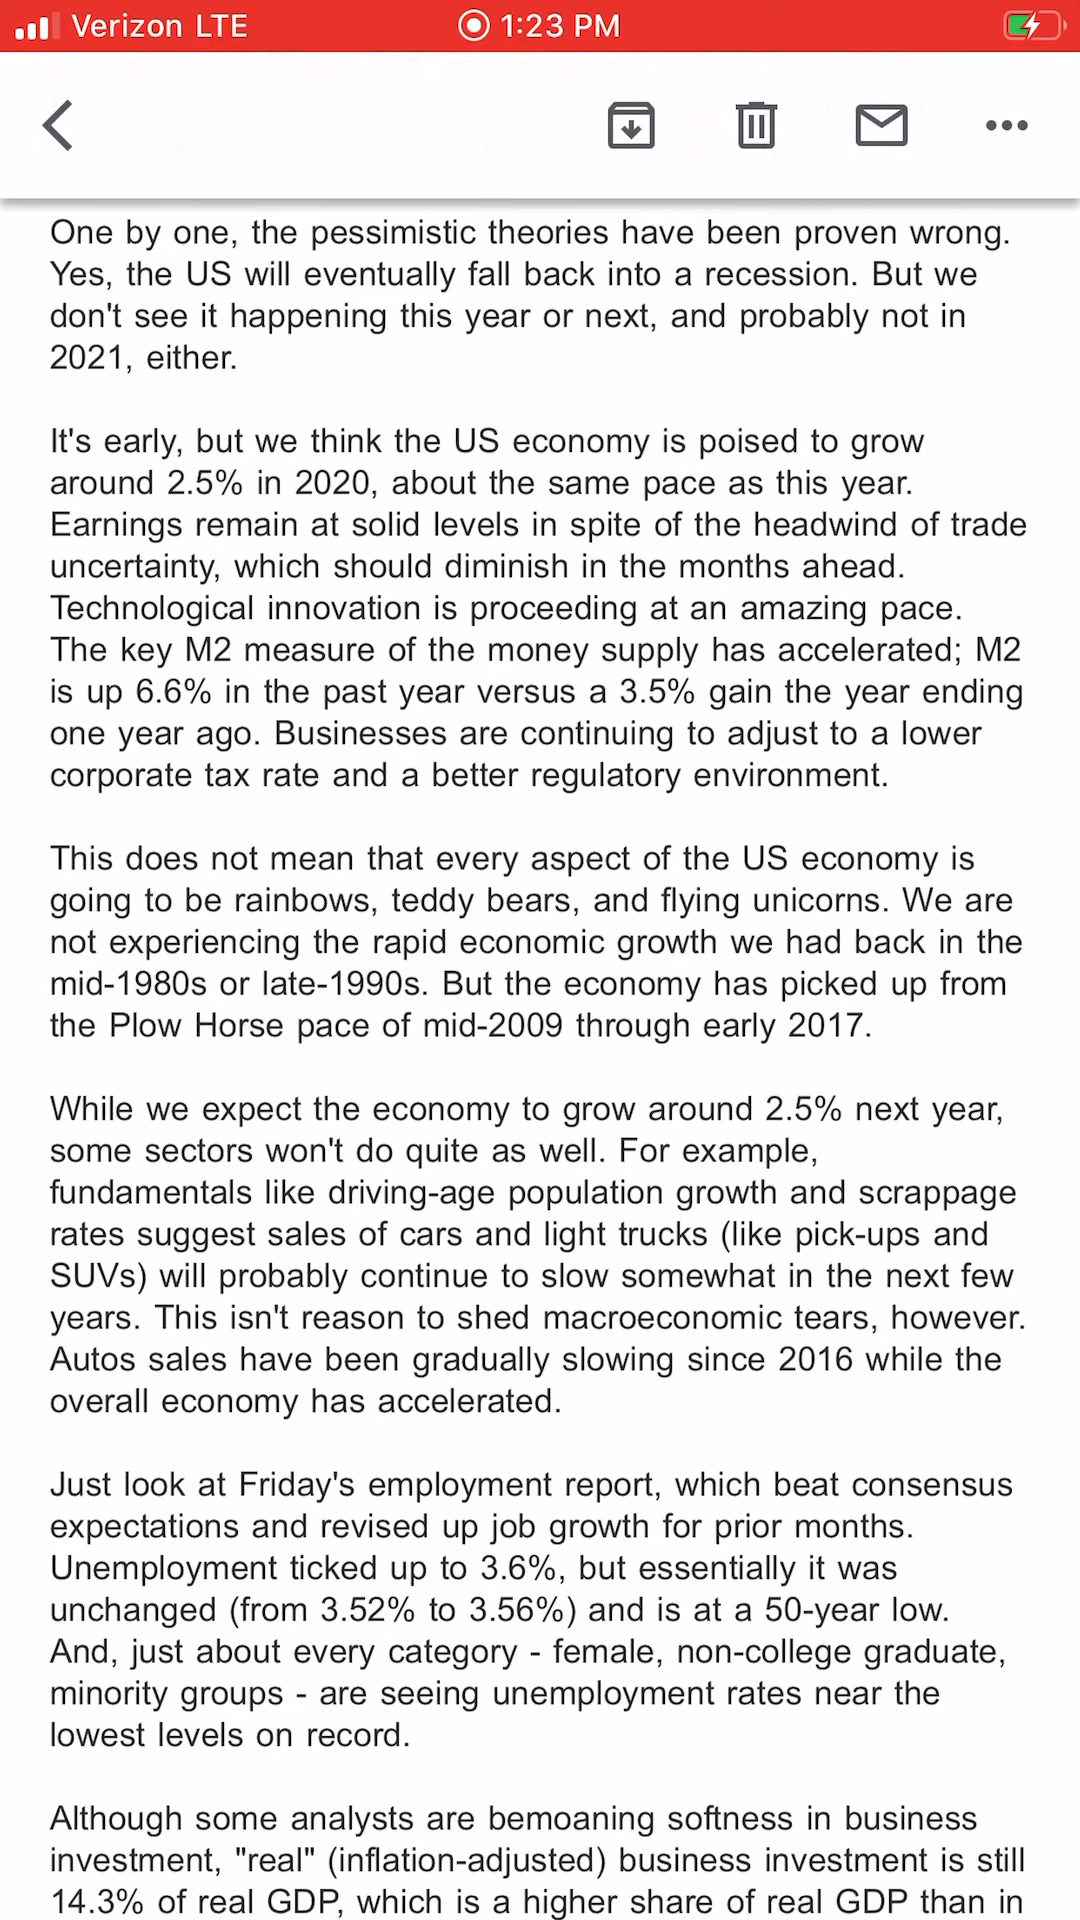 Verizon LTE
1:23 PM
One by one, the pessimistic theories have been proven wrong.
Yes, the US will eventually fall back into a recession. But we
don't see it happening this year or next, and probably not in
2021, either.
It's early, but we think the US economy is poised to grow
around 2.5% in 2020, about the same pace as this year.
Earnings remain at solid levels in spite of the headwind of trade
uncertainty, which should diminish in the months ahead.
Technological innovation is proceeding at an amazing pace.
The key M2 measure of the money supply has accelerated; M2
is up 6.6% in the past year versus a 3.5% gain the year ending
one year ago. Businesses are continuing to adjust to a lower
corporate tax rate and a better regulatory environment.
This does not mean that every aspect of the US economy is
going to be rainbows, teddy bears, and flying unicorns. We are
not experiencing the rapid economic growth we had back in the
mid-1980s or late-1990s. But the economy has picked up from
the Plow Horse pace of mid-2009 through early 2017.
While we expect the economy to grow around 2.5% next year,
some sectors won't do quite as well. For example,
fundamentals like driving-age population growth and scrappage
rates suggest sales of cars and light trucks (like pick-ups and
SUVs) will probably continue to slow somewhat in the next few
years. This isn't reason to shed macroeconomic tears, however.
Autos sales have been gradually slowing since 2016 while the
overall economy has accelerated.
Just look at Friday's employment report, which beat consensus
expectations and revised up job growth for prior months.
Unemployment ticked up to 3.6%, but essentially it was
unchanged (from 3.52% to 3.56%) and is at a 50-year low.
And, just about every category - female, non-college graduate,
minority groups - are seeing unemployment rates near the
lowest levels on record.
Although some analysts are bemoaning softness in business
investment, "real" (inflation-adjusted) business investment is still
14.3% of real GDP, which is a higher share of real GDP than in